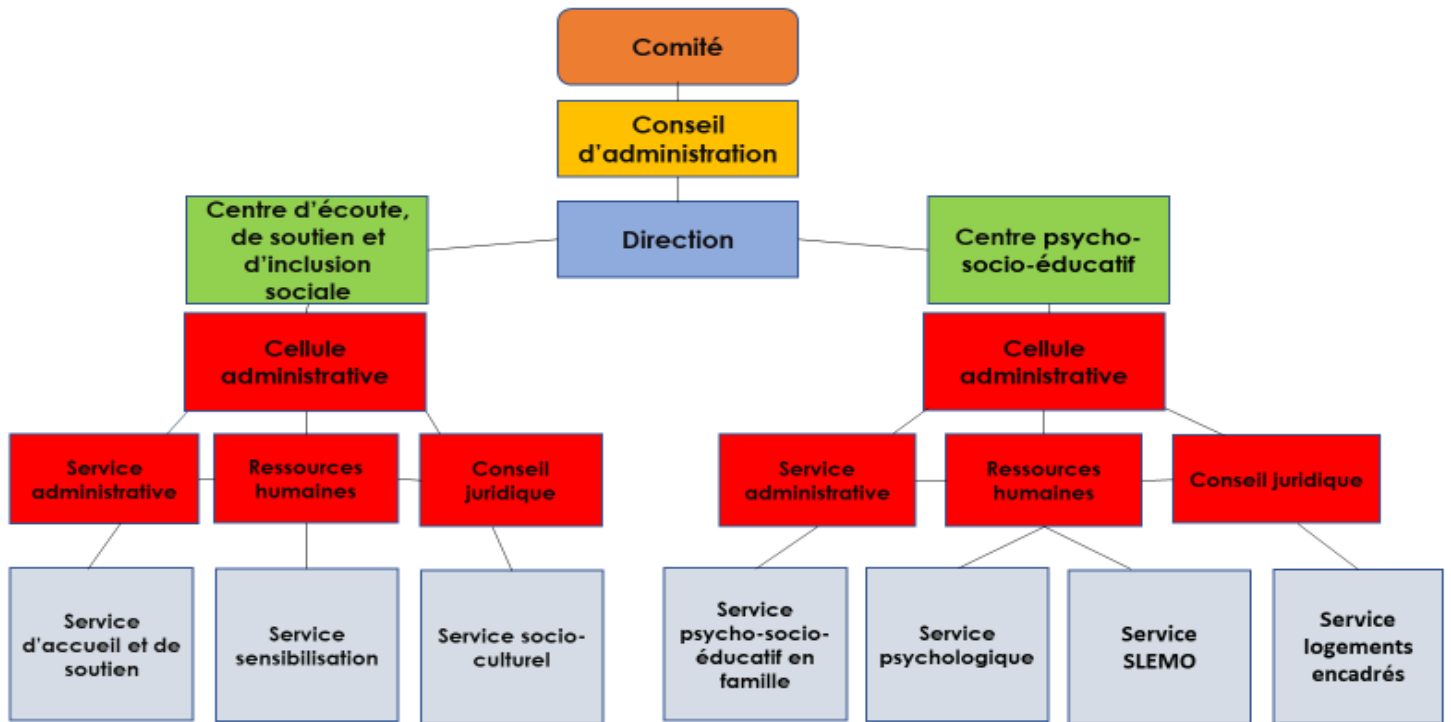 Comité
Conseil
d'administration
Centre d'écoute,
de soutien et
d'inclusion
sociale
Direction
Centre psycho-
socio-éducatif
Cellule
administrative
Cellule
administrative
Service
administrative
Ressources
humaines
Conseil
juridique
Service
administrative
Ressources
humaines
Conseil juridique
Service
d'accueil et de
soutien
Service
sensibilisation
Service socio-
culturel
Service
psycho-socio-
éducatif en
famille
Service
psychologique
Service
SLEMO
Service
logements
encadrés